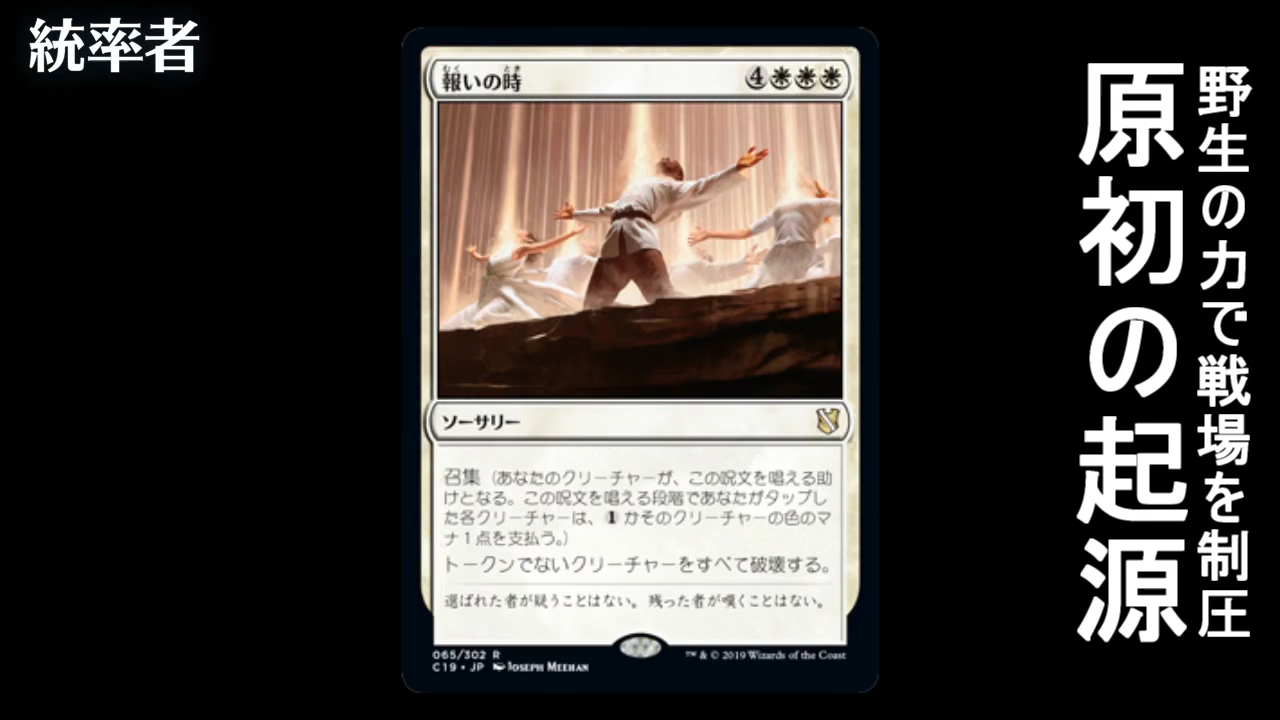 統率者
報いの時
むく とき
4
ソーサリー
召集（あなたのクリーチャーが、この呪文を唱える助
けとなる。この呪文を唱える段階であなたがタップし
た各クリーチャーは、1かそのクリーチャーの色のマ
ナ１点を支払う。）
トークンでないクリーチャーをすべて破壊する。
選ばれた者が疑うことはない。残った者が嘆くことはない。
065/302 R
C19・JP JOSEPH MEEHAN
™ & © 2019 Wizards of the Coast
野生の力で戦場を制圧
原初の起源